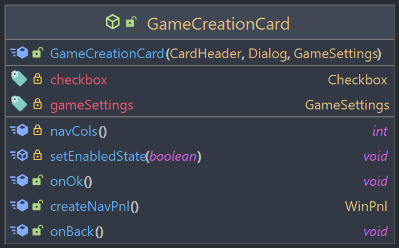 GameCreationCard
GameCreationCard(CardHeader, Dialog, GameSettings)
checkbox Checkbox
gameSettings GameSettings
navCols() int
setEnabledState(boolean) void
onOk() void
createNavPnl() WinPnl
onBack() void